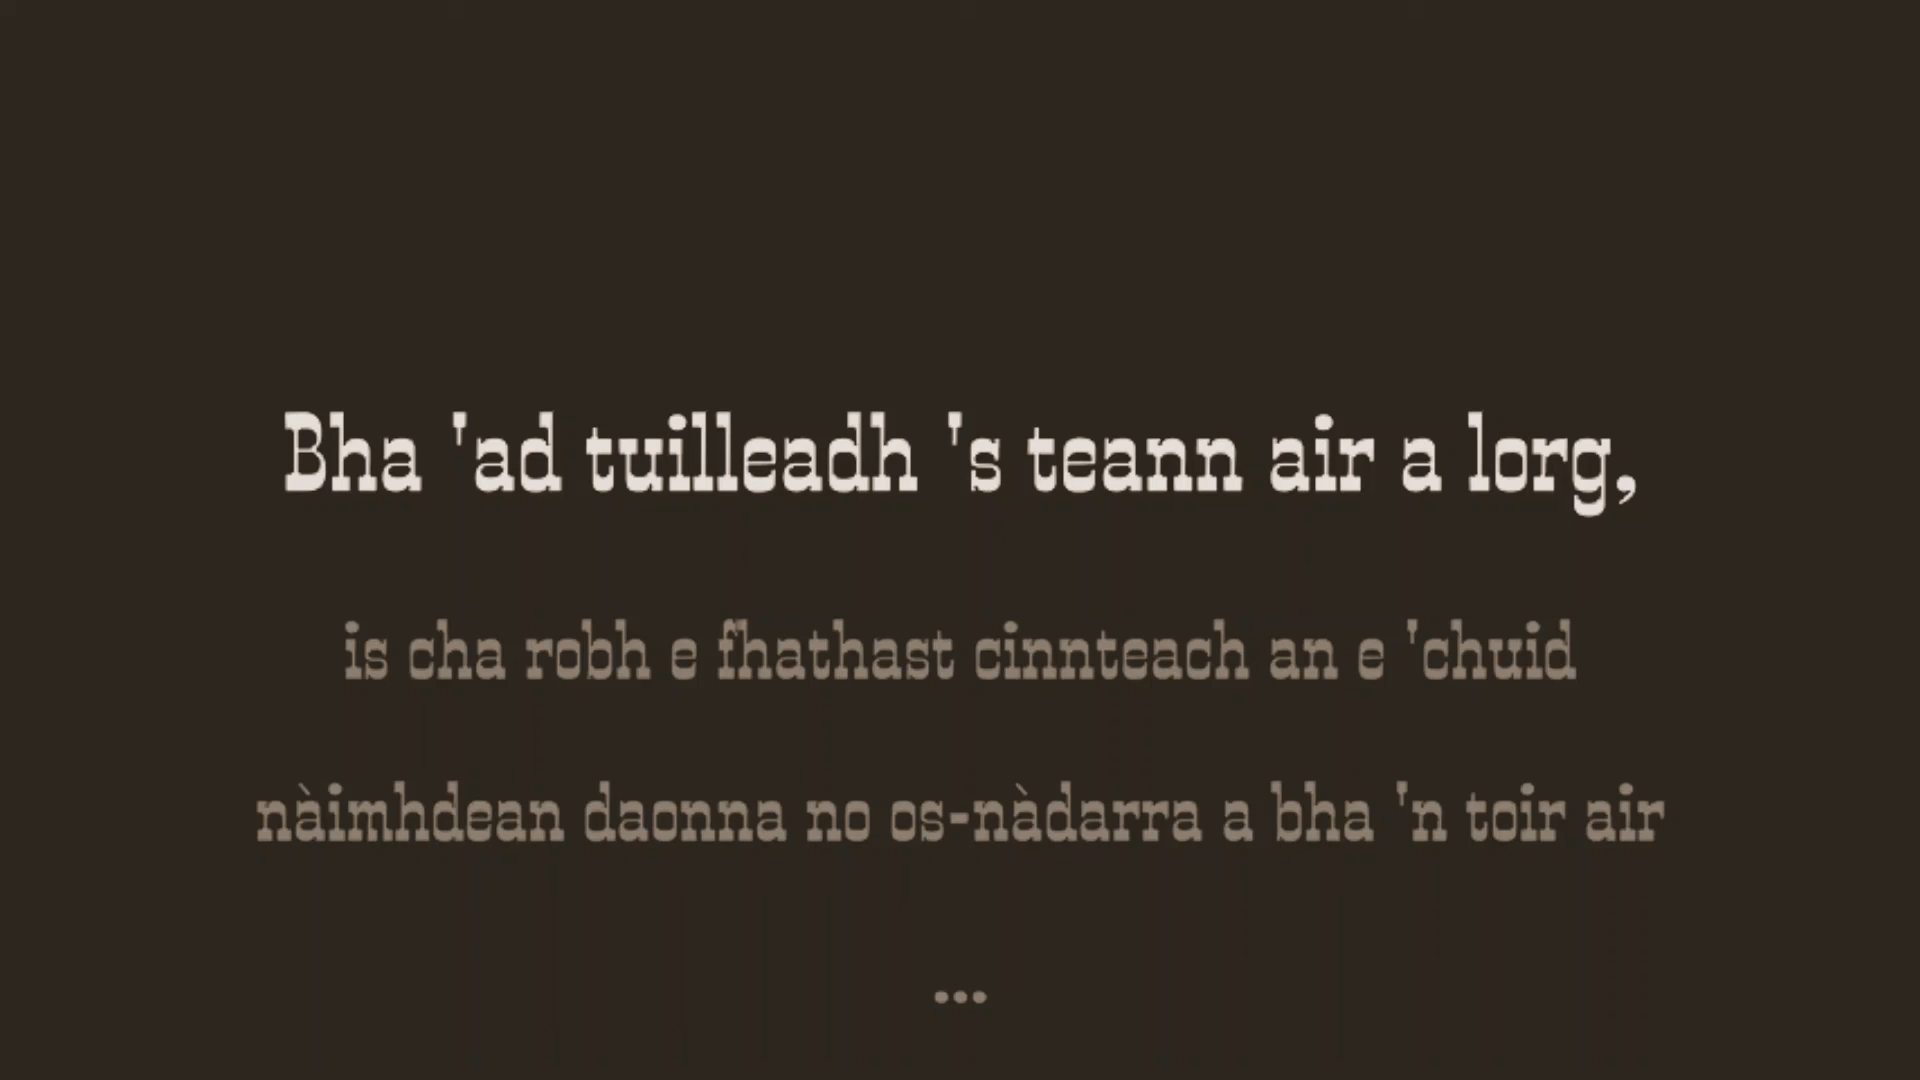 Bha 'ad tuilleadh 's teann air a lorg,
is cha robh e fhathast cinnteach an e 'chuid
nàimhdean daonna no os-nàdarra a bha 'n toir air
...